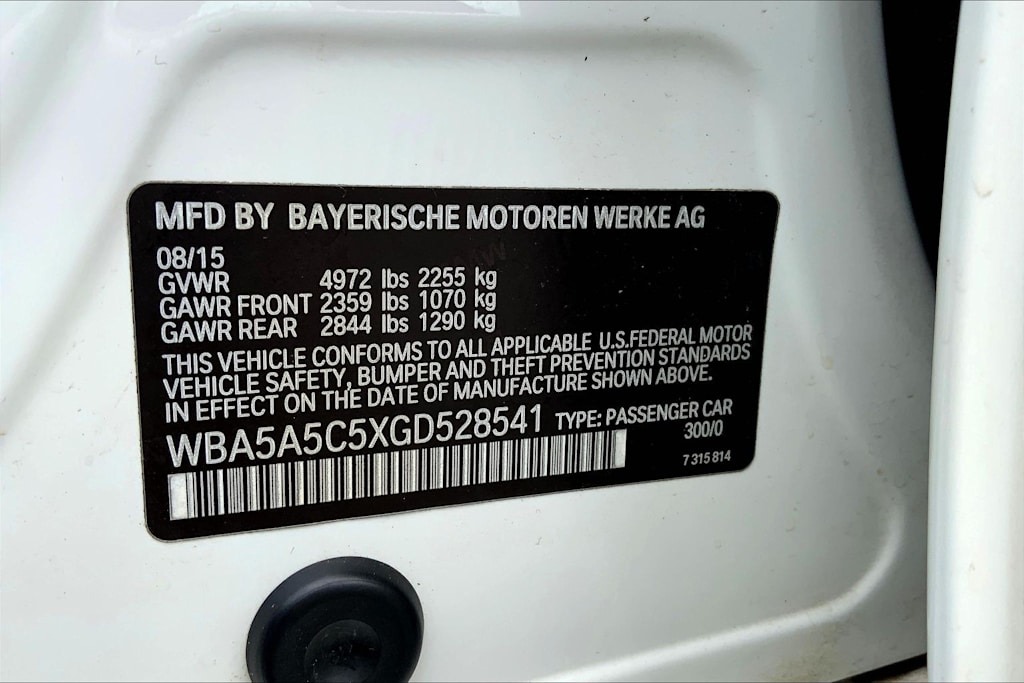 MFD BY BAYERISCHE MOTOREN WERKE AG
08/15
GVWR 4972 lbs 2255 kg
GAWR FRONT 2359 lbs 1070 kg
GAWR REAR 2844 lbs 1290 kg
THIS VEHICLE CONFORMS TO ALL APPLICABLE U.S.FEDERAL MOTOR
VEHICLE SAFETY, BUMPER AND THEFT PREVENTION STANDARDS
IN EFFECT ON THE DATE OF MANUFACTURE SHOWN ABOVE.
WBA5A5C5XGD528541 TYPE: PASSENGER CAR
300/0
7 315 814